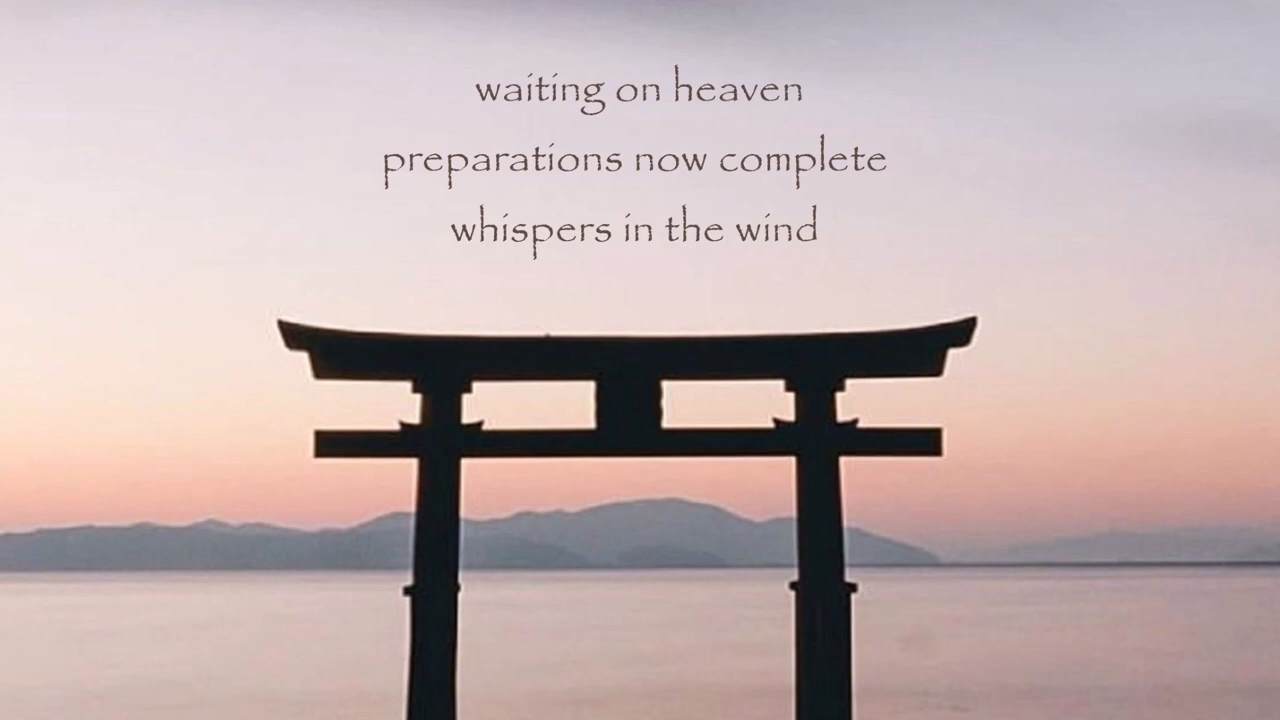 waiting on heaven
preparations now complete
whispers in the wind